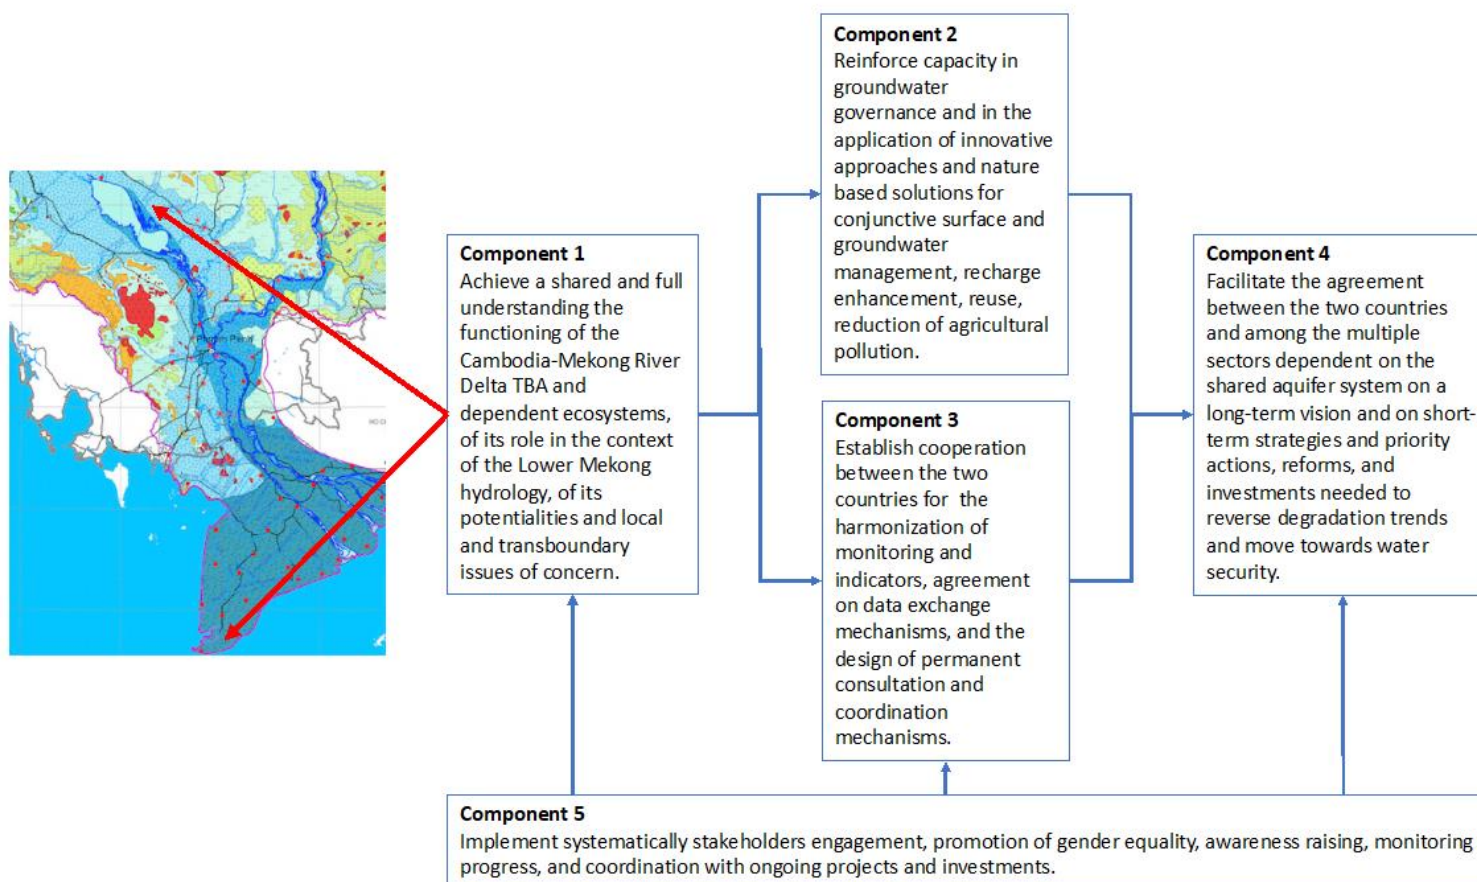 Component 2
Reinforce capacity in
groundwater
governance and in the
application of innovative
approaches and nature
based solutions for
conjunctive surface and
groundwater
management, recharge
enhancement, reuse,
reduction of agricultural
pollution.
Component 1
Achieve a shared and full
understanding the
functioning of the
Cambodia-Mekong River
Delta TBA and
dependent ecosystems,
of its role in the context
of the Lower Mekong
hydrology, of its
potentialities and local
and transboundary
issues of concern.
Component 3
Establish cooperation
between the two
countries for the
harmonization of
monitoring and
indicators, agreement
on data exchange
mechanisms, and the
design of permanent
consultation and
coordination
mechanisms.
Component 4
Facilitate the agreement
between the two countries
and among the multiple
sectors dependent on the
shared aquifer system on a
long-term vision and on short-
term strategies and priority
actions, reforms, and
investments needed to
reverse degradation trends
and move towards water
security.
Component 5
Implement systematically stakeholders engagement, promotion of gender equality, awareness raising, monitoring
progress, and coordination with ongoing projects and investments.